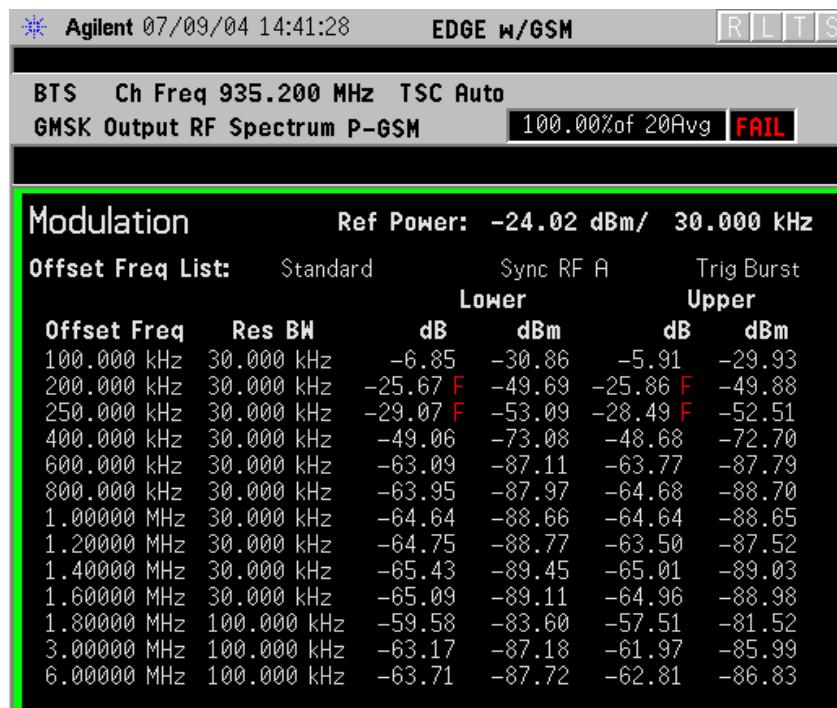 Agilent 07/09/04 14:41:28 EDGE w/GSM R L T S
BTS Ch Freq 935.200 MHz TSC Auto
GMSK Output RF Spectrum P-GSM 100.00%of 20Avg FAIL
Modulation Ref Power: -24.02 dBm/ 30.000 kHz
Offset Freq List: Standard Sync RF A Trig Burst
Lower Upper
Offset Freq Res BW dB dBm dB dBm
100.000 kHz 30.000 kHz -6.85 -30.86 -5.91 -29.93
200.000 kHz 30.000 kHz -25.67 F -49.69 -25.86 F -49.88
250.000 kHz 30.000 kHz -29.07 F -53.09 -28.49 F -52.51
400.000 kHz 30.000 kHz -49.06 -73.08 -48.68 -72.70
600.000 kHz 30.000 kHz -63.09 -87.11 -63.77 -87.79
800.000 kHz 30.000 kHz -63.95 -87.97 -64.68 -88.70
1.00000 MHz 30.000 kHz -64.64 -88.66 -64.64 -88.65
1.20000 MHz 30.000 kHz -64.75 -88.77 -63.50 -87.52
1.40000 MHz 30.000 kHz -65.43 -89.45 -65.01 -89.03
1.60000 MHz 30.000 kHz -65.09 -89.11 -64.96 -88.98
1.80000 MHz 100.000 kHz -59.58 -83.60 -57.51 -81.52
3.00000 MHz 100.000 kHz -63.17 -87.18 -61.97 -85.99
6.00000 MHz 100.000 kHz -63.71 -87.72 -62.81 -86.83